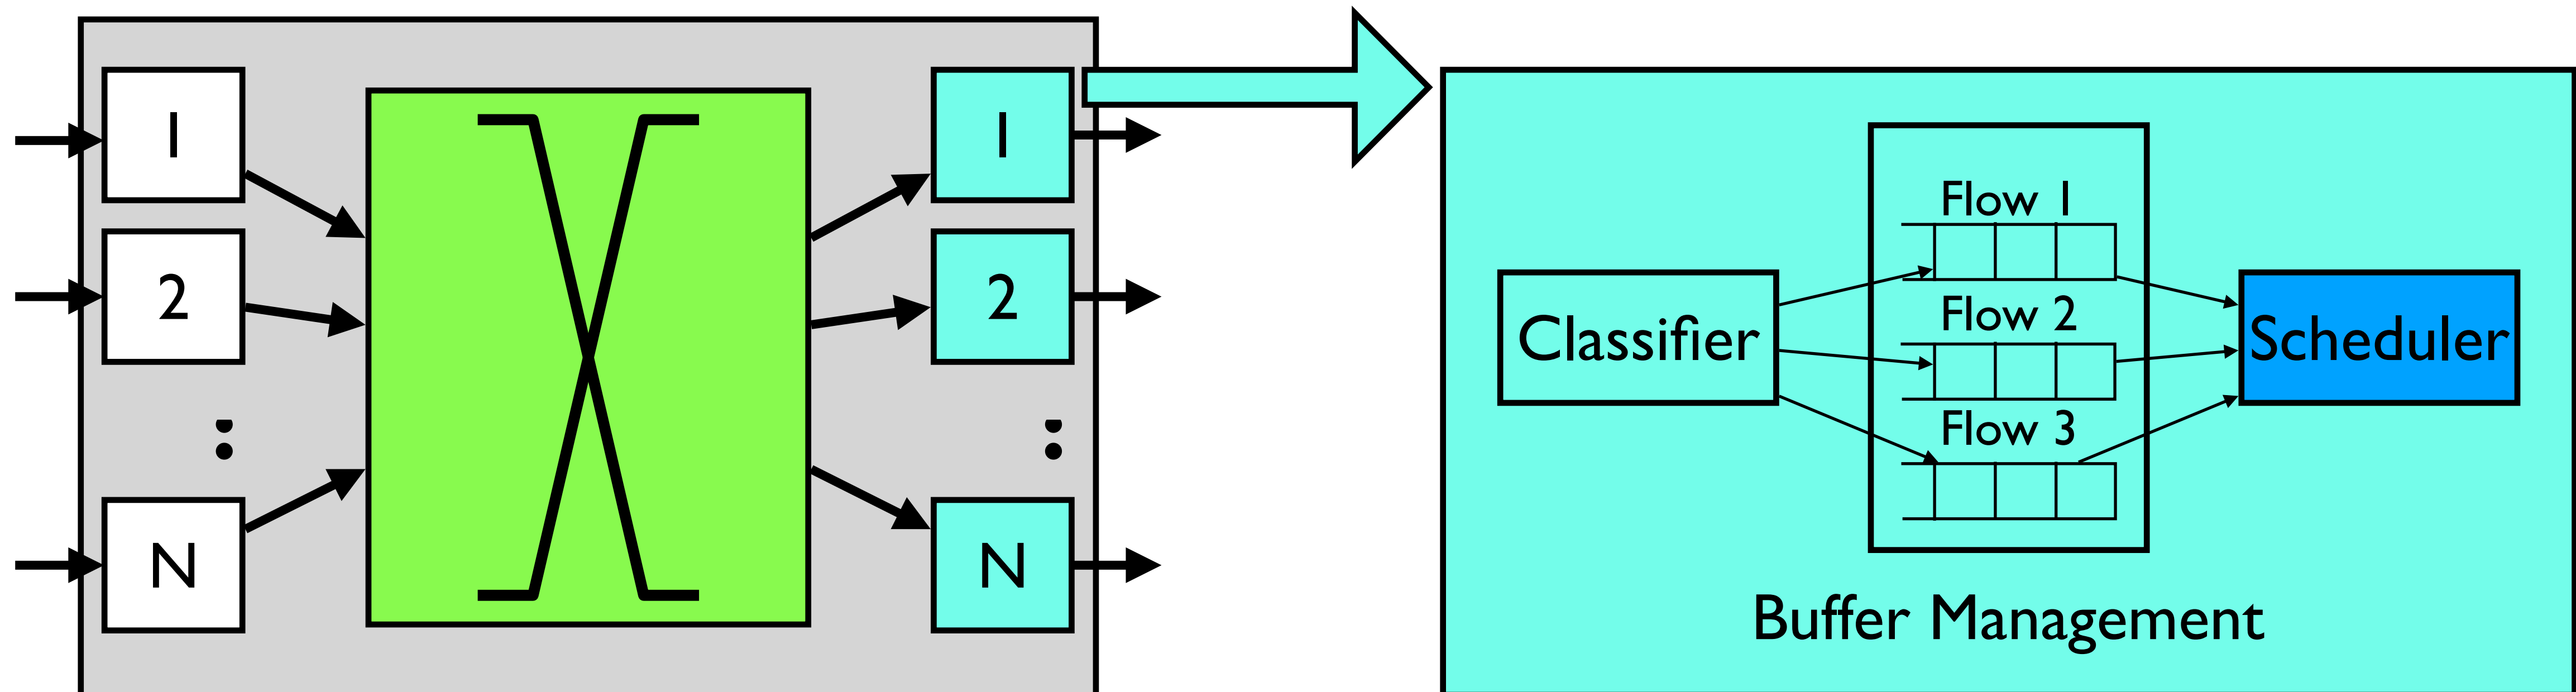 1
2
:
N
1
2
:
N
Classifier
Flow 1
Flow 2
Flow 3
Scheduler
Buffer Management